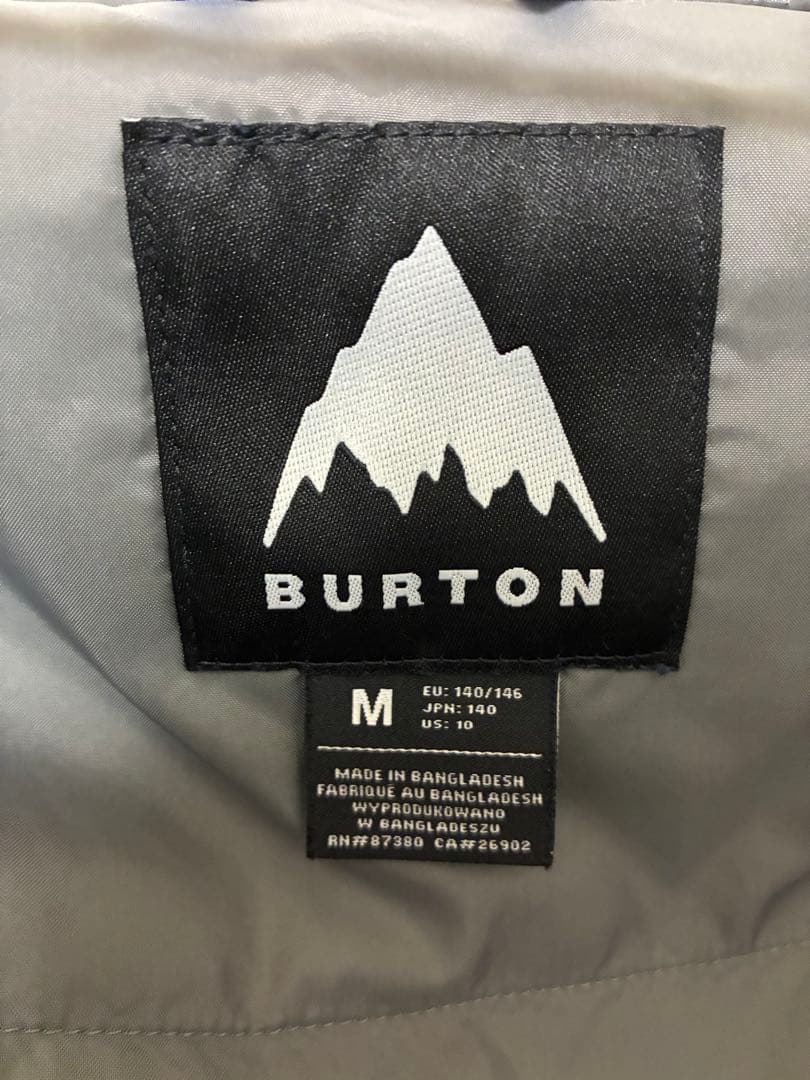 BURTON
M
EU: 140/146
JPN: 140
US: 10
MADE IN BANGLADESH
FABRIQUÉ AU BANGLADESH
WYPRODUKOWANO
W BANGLADESZU
RN#87380 CA#26902